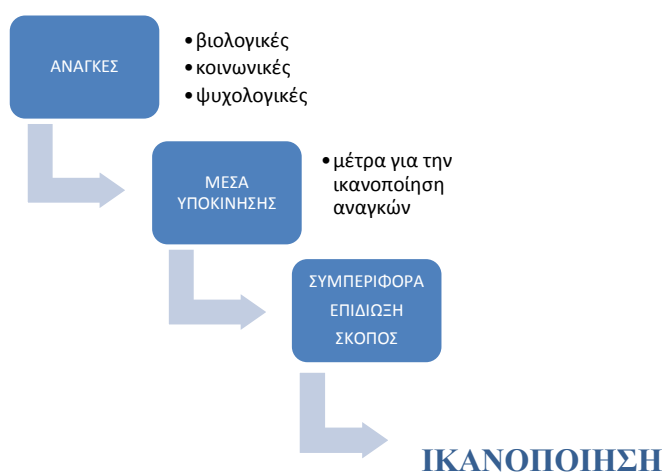 ΑΝΑΓΚΕΣ
• βιολογικές
• κοινωνικές
• ψυχολογικές
ΜΕΣΑ
ΥΠΟΚΙΝΗΣΗΣ
• μέτρα για την
ικανοποίηση
αναγκών
ΣΥΜΠΕΡΙΦΟΡΑ
ΕΠΙΔΙΩΞΗ
ΣΚΟΠΟΣ
ΙΚΑΝΟΠΟΙΗΣΗ